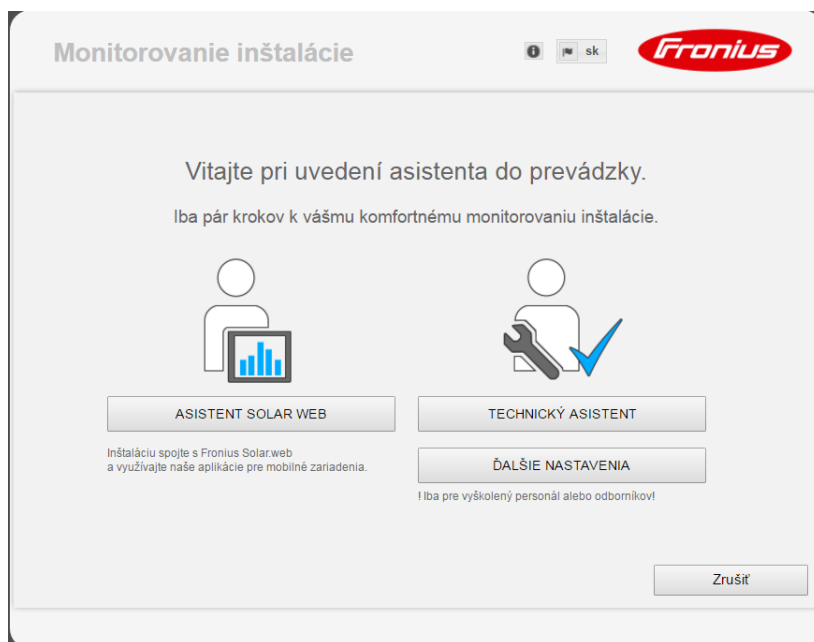 Monitorovanie inštalácie
sk
Fronius
Vitajte pri uvedení asistenta do prevádzky.
Iba pár krokov k vášmu komfortnému monitorovaniu inštalácie.
ASISTENT SOLAR WEB
Inštaláciu spojte s Fronius Solar.web
a využívajte naše aplikácie pre mobilné zariadenia.
TECHNICKÝ ASISTENT
ĎALŠIE NASTAVENIA
! Iba pre vyškolený personál alebo odborníkov!
Zrušiť